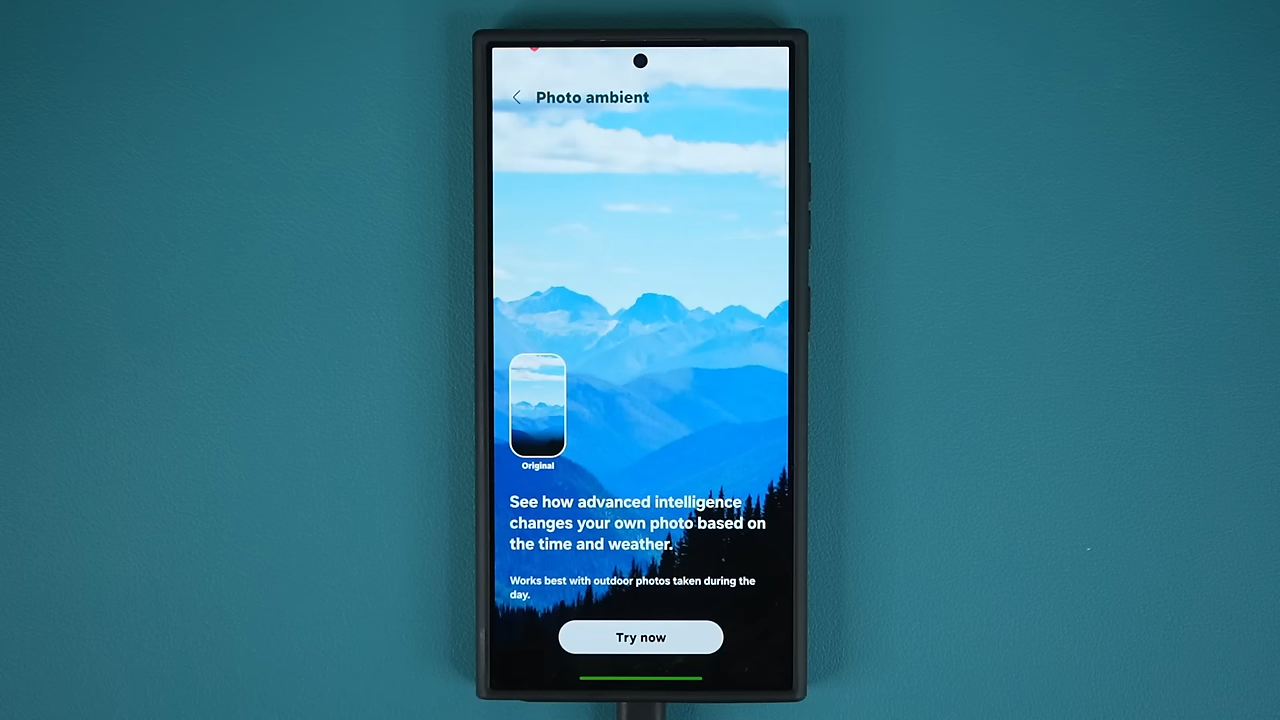 Photo ambient
Original
See how advanced intelligence
changes your own photo based on
the time and weather.
Works best with outdoor photos taken during the
day.
Try now